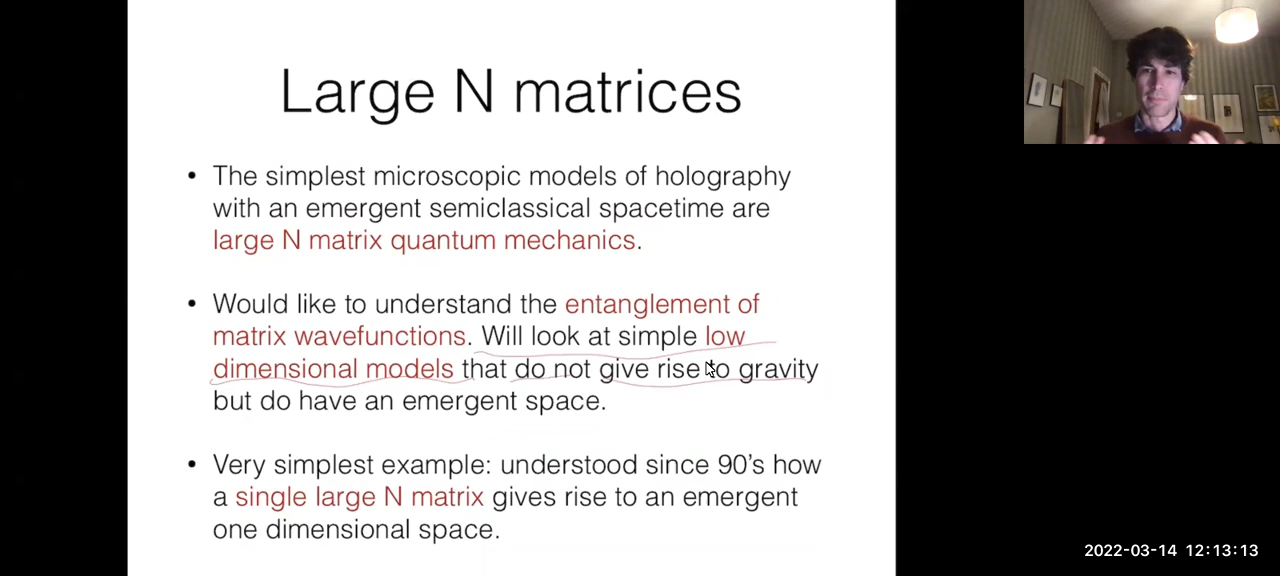 Large N matrices
• The simplest microscopic models of holography
with an emergent semiclassical spacetime are
large N matrix quantum mechanics.
• Would like to understand the entanglement of
matrix wavefunctions. Will look at simple low
dimensional models that do not give rise to gravity
but do have an emergent space.
• Very simplest example: understood since 90's how
a single large N matrix gives rise to an emergent
one dimensional space.
2022-03-14 12:13:13